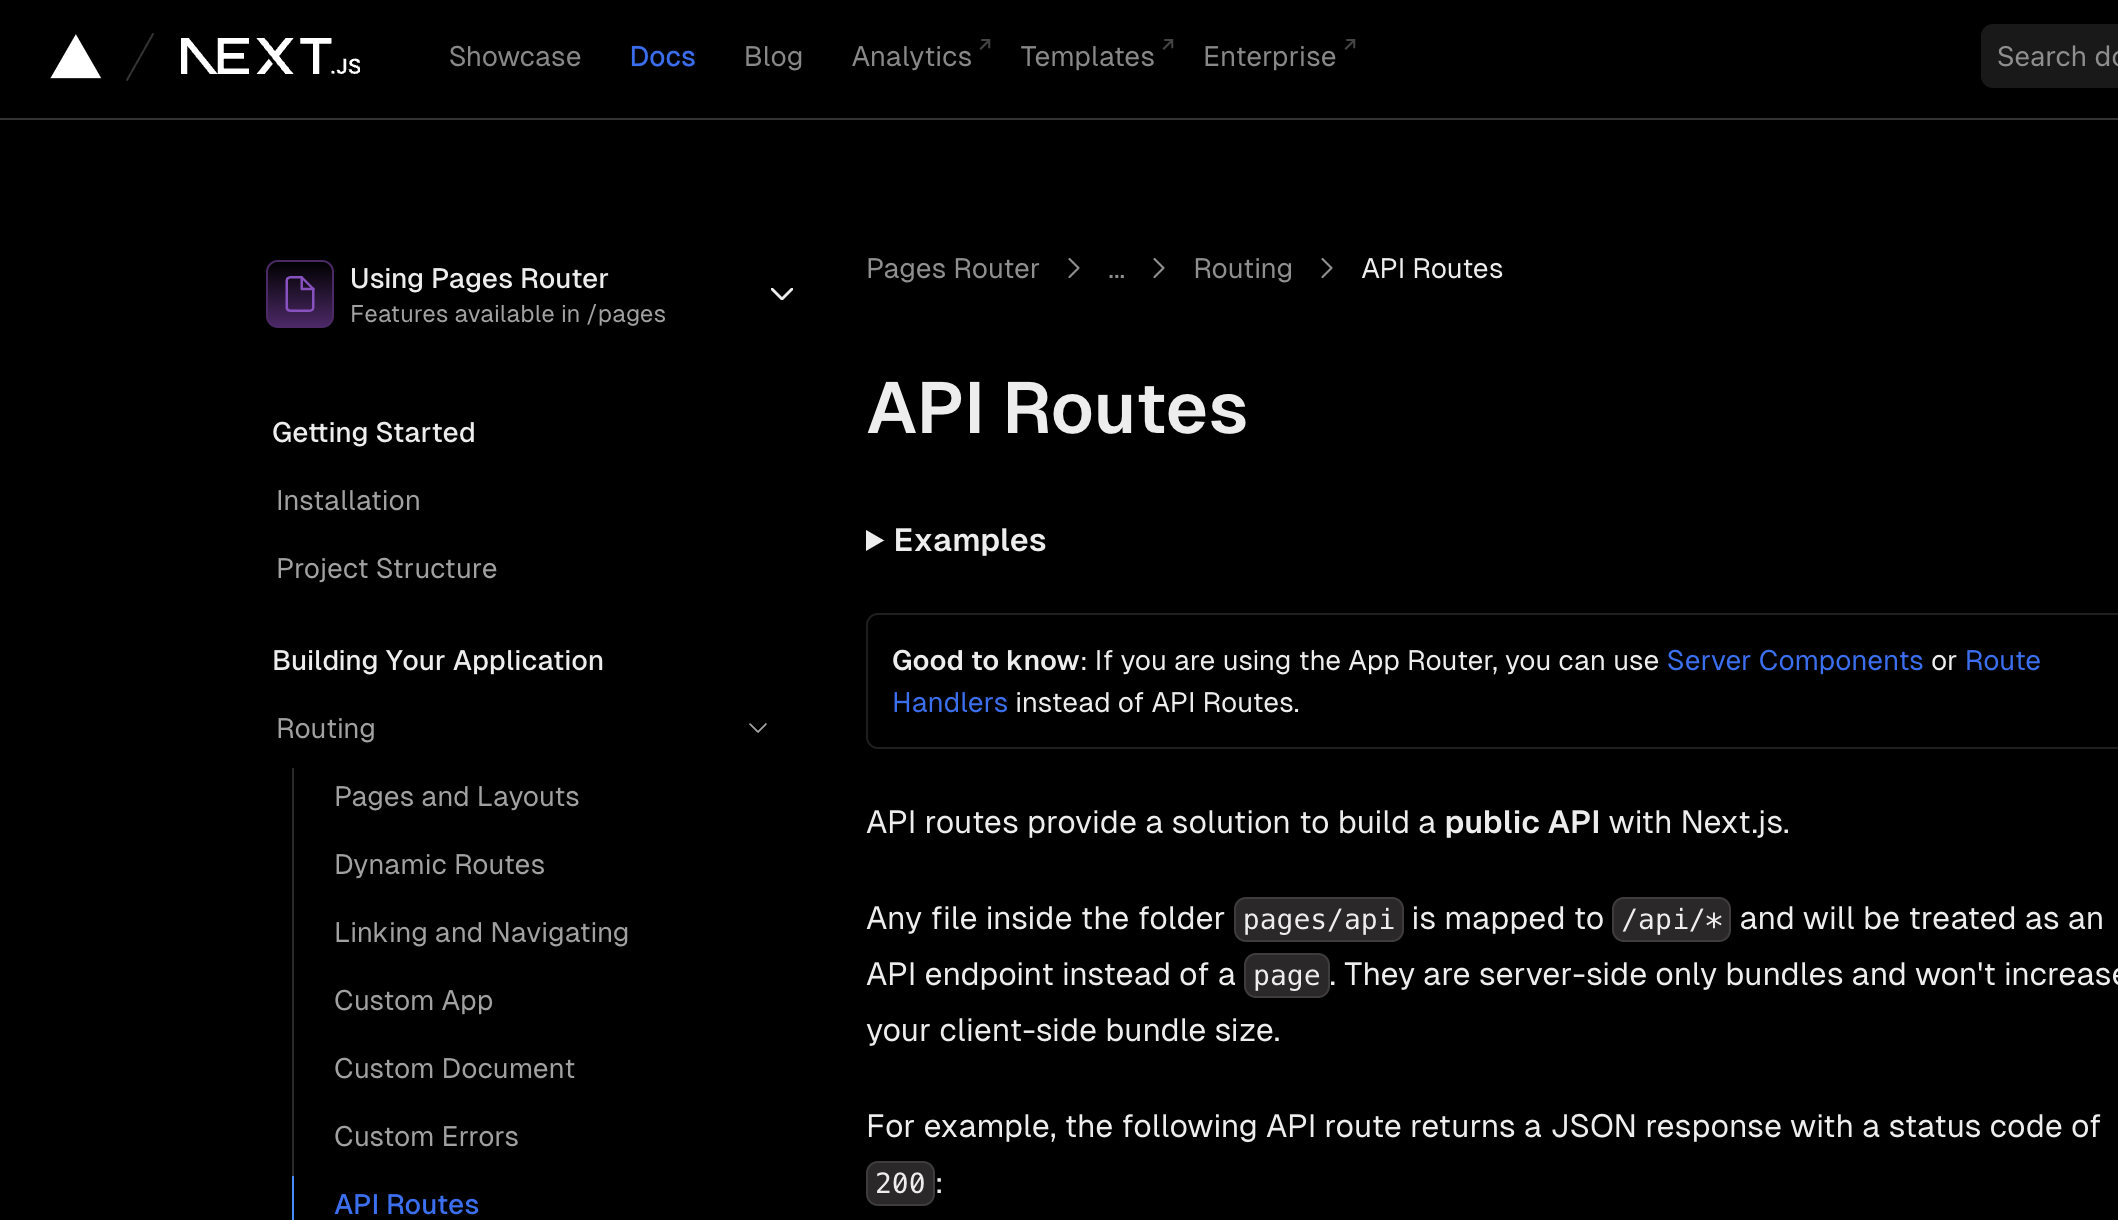 NEXT.JS
Showcase
Docs
Blog
Analytics
Templates
Enterprise
Search
Using Pages Router
Features available in /pages
Getting Started
Installation
Project Structure
Building Your Application
Routing
Pages and Layouts
Dynamic Routes
Linking and Navigating
Custom App
Custom Document
Custom Errors
API Routes
Pages Router > ... > Routing > API Routes
API Routes
Examples
Good to know: If you are using the App Router, you can use Server Components or Route
Handlers instead of API Routes.
API routes provide a solution to build a public API with Next.js.
Any file inside the folder pages/api is mapped to /api/* and will be treated as an
API endpoint instead of a page. They are server-side only bundles and won't increase
your client-side bundle size.
For example, the following API route returns a JSON response with a status code of
200: